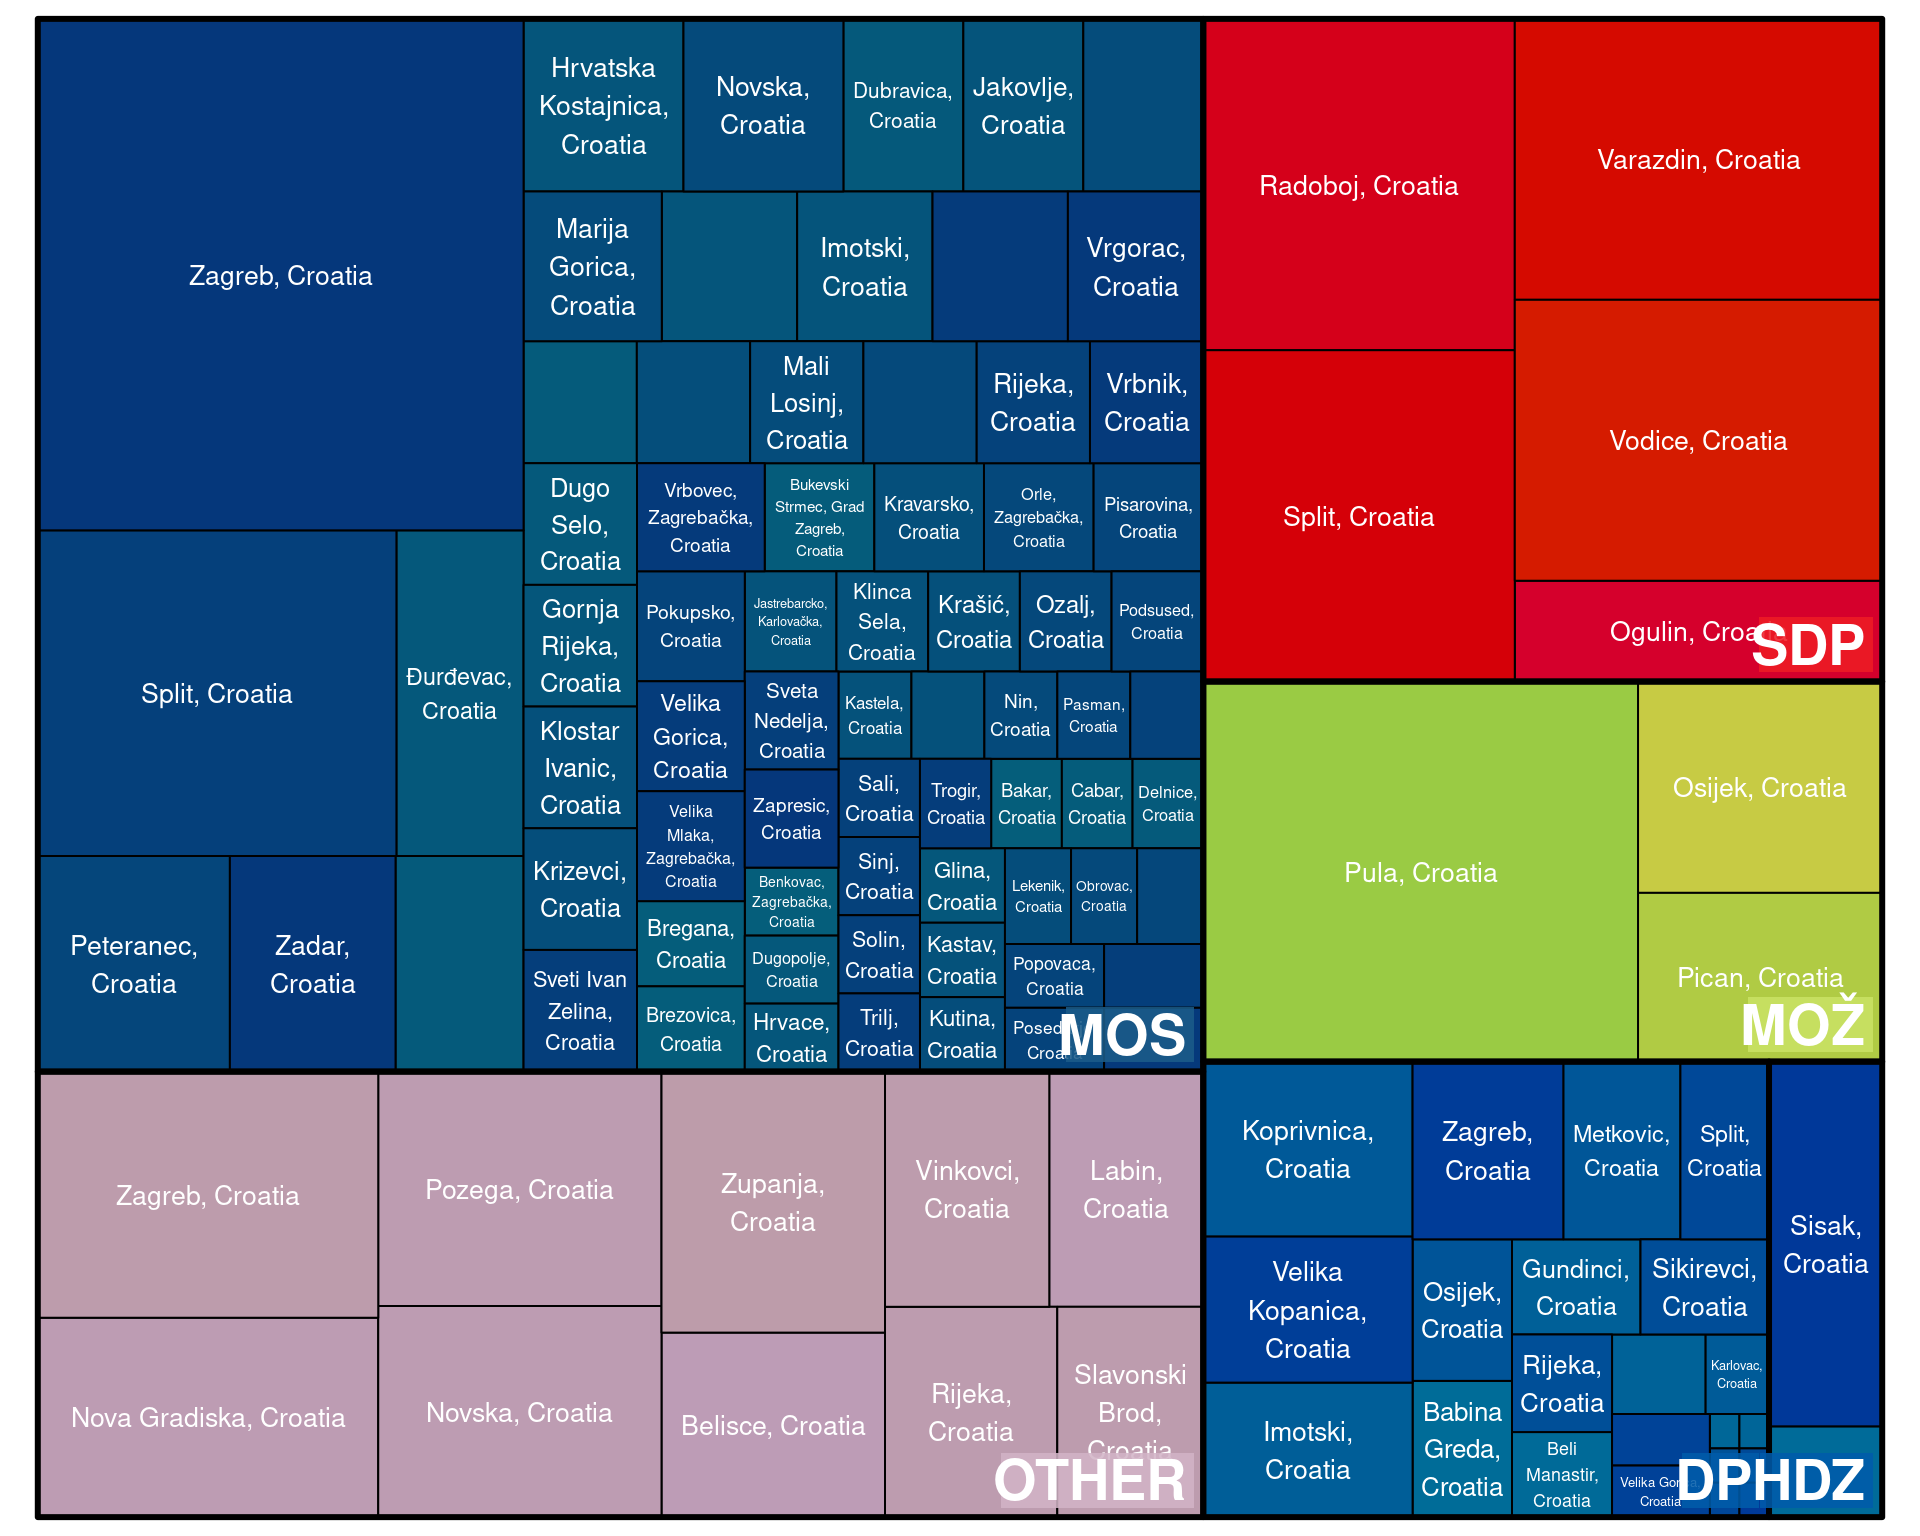 Zagreb, Croatia
Split, Croatia
Đurđevac,
Croatia
Peteranec,
Croatia
Zadar,
Croatia
Hrvatska
Kostajnica,
Croatia
Novska,
Croatia
Dubravica,
Croatia
Jakovlje,
Croatia
Marija
Gorica,
Croatia
Imotski,
Croatia
Vrgorac,
Croatia
Mali
Losinj,
Croatia
Rijeka,
Croatia
Vrbnik,
Croatia
Dugo
Selo,
Croatia
Gornja
Rijeka,
Croatia
Klostar
Ivanic,
Croatia
Krizevci,
Croatia
Sveti Ivan
Zelina,
Croatia
Vrbovec,
Zagrebačka,
Croatia
Bukevski
Strmec, Grad
Zagreb,
Croatia
Kravarsko,
Croatia
Orle,
Zagrebačka,
Croatia
Pisarovina,
Croatia
Pokupsko,
Croatia
Velika
Gorica,
Croatia
Velika
Mlaka,
Zagrebačka,
Croatia
Bregana,
Croatia
Brezovica,
Croatia
Jastrebarcko,
Karlovačka,
Croatia
Klinca
Sela,
Croatia
Krašić,
Croatia
Ozalj,
Croatia
Podsused,
Croatia
Sveta
Nedelja,
Croatia
Zapresic,
Croatia
Benkovac,
Zagrebačka,
Croatia
Dugopolje,
Croatia
Hrvace,
Croatia
Kastela,
Croatia
Nin,
Croatia
Pasman,
Croatia
Sali,
Croatia
Sinj,
Croatia
Solin,
Croatia
Trilj,
Croatia
Trogir,
Croatia
Bakar,
Croatia
Cabar,
Croatia
Delnice,
Croatia
Glina,
Croatia
Kastav,
Croatia
Kutina,
Croatia
Lekenik,
Croatia
Obrovac,
Croatia
Popovaca,
Croatia
Croatia
MOS
Radoboj, Croatia
Split, Croatia
Varazdin, Croatia
Vodice, Croatia
Ogulin, Croatia
SDP
Pula, Croatia
Osijek, Croatia
Pican, Croatia
MOŽ
Zagreb, Croatia
Nova Gradiska, Croatia
Pozega, Croatia
Novska, Croatia
Zupanja,
Croatia
Belisce, Croatia
Vinkovci,
Croatia
Labin,
Croatia
Rijeka,
Croatia
Slavonski
Brod,
Croatia
OTHER
Koprivnica,
Croatia
Velika
Kopanica,
Croatia
Imotski,
Croatia
Zagreb,
Croatia
Metkovic,
Croatia
Split,
Croatia
Osijek,
Croatia
Babina
Greda,
Croatia
Gundinci,
Croatia
Sikirevci,
Croatia
Rijeka,
Croatia
Beli
Manastir,
Croatia
Karlovac,
Croatia
Velika Gorica,
Croatia
DPHDZ
Sisak,
Croatia